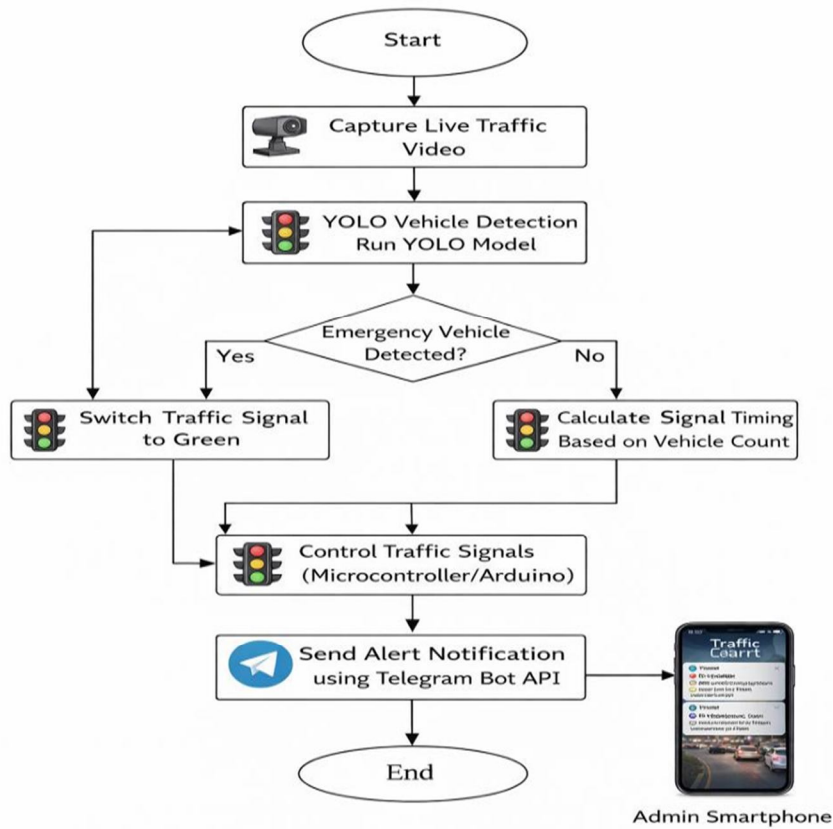 Start
Capture Live Traffic
Video
YOLO Vehicle Detection
Run YOLO Model
Emergency Vehicle
Detected?
Yes
No
Switch Traffic Signal
to Green
Calculate Signal Timing
Based on Vehicle Count
Control Traffic Signals
(Microcontroller/Arduino)
Send Alert Notification
using Telegram Bot API
Traffic
Cearrt
End
Admin Smartphone